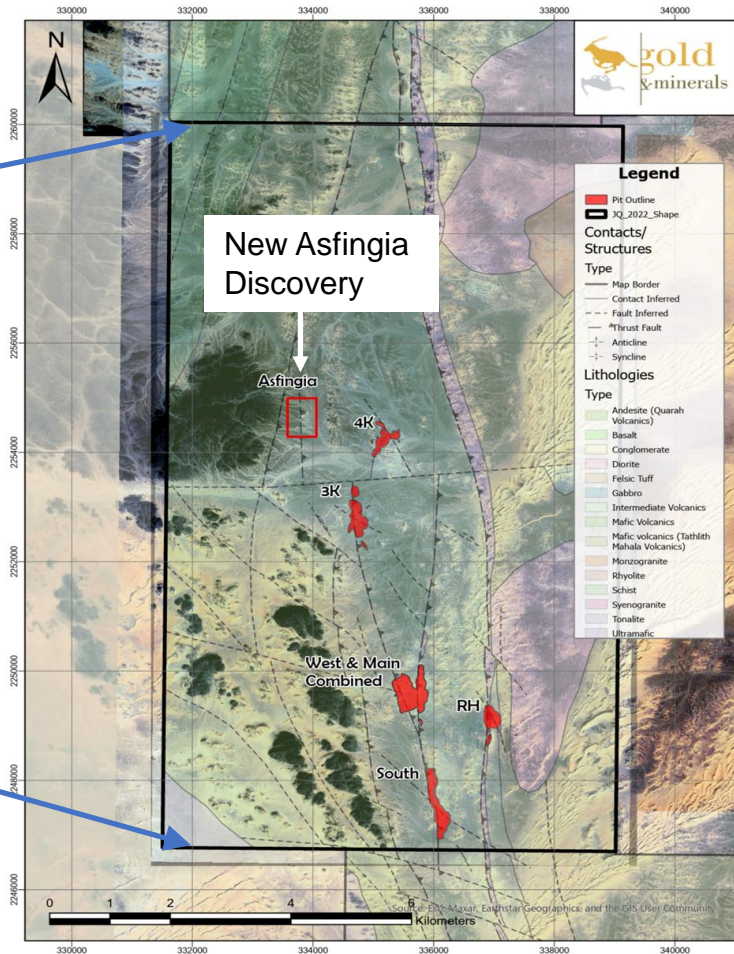 330000
332000
334000
336000
338000
340000
N
gold
& minerals
2260000
2258000
2256000
2254000
2252000
2250000
2248000
2246000
New Asfingia
Discovery
Asfingia
4K
3K
West & Main
Combined
RH
South
Legend
Pit Outline
JQ_2022_Shape
Contacts/
Structures
Type
Map Border
Contact Inferred
Fault Inferred
Thrust Fault
Anticline
Syncline
Lithologies
Type
Andesite (Quarah
Volcanics)
Basalt
Conglomerate
Diorite
Felsic Tuff
Gabbro
Intermediate Volcanics
Mafic Volcanics
Mafic volcanics (Tathlith
Mahala Volcanics)
Monzogranite
Rhyolite
Schist
Syenogranite
Tonalite
Ultramafic
0 1 2 4 6
Kilometers
Source: Esri, Maxar, Earthstar Geographics, and the GIS User Community
330000
332000
334000
336000
338000
340000